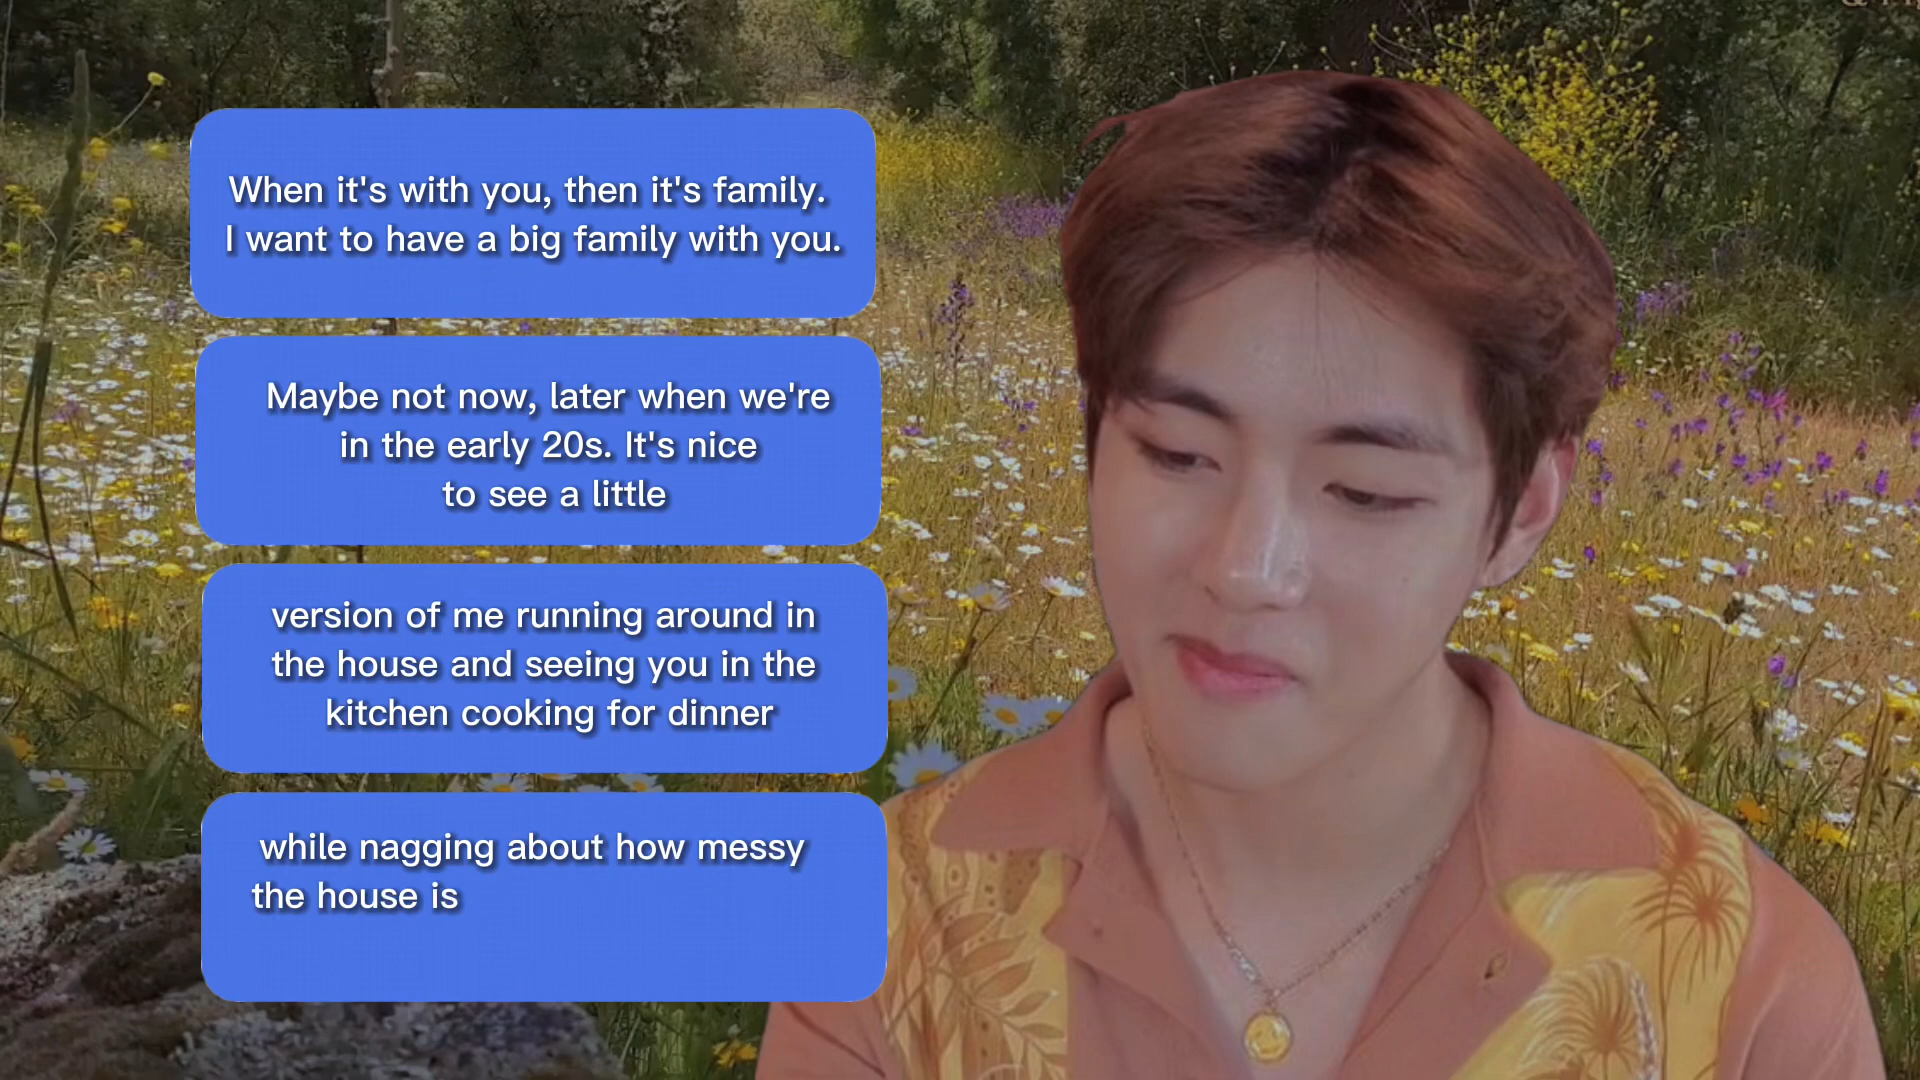 When it's with you, then it's family.
I want to have a big family with you.
Maybe not now, later when we're
in the early 20s. It's nice
to see a little
version of me running around in
the house and seeing you in the
kitchen cooking for dinner
while nagging about how messy
the house is